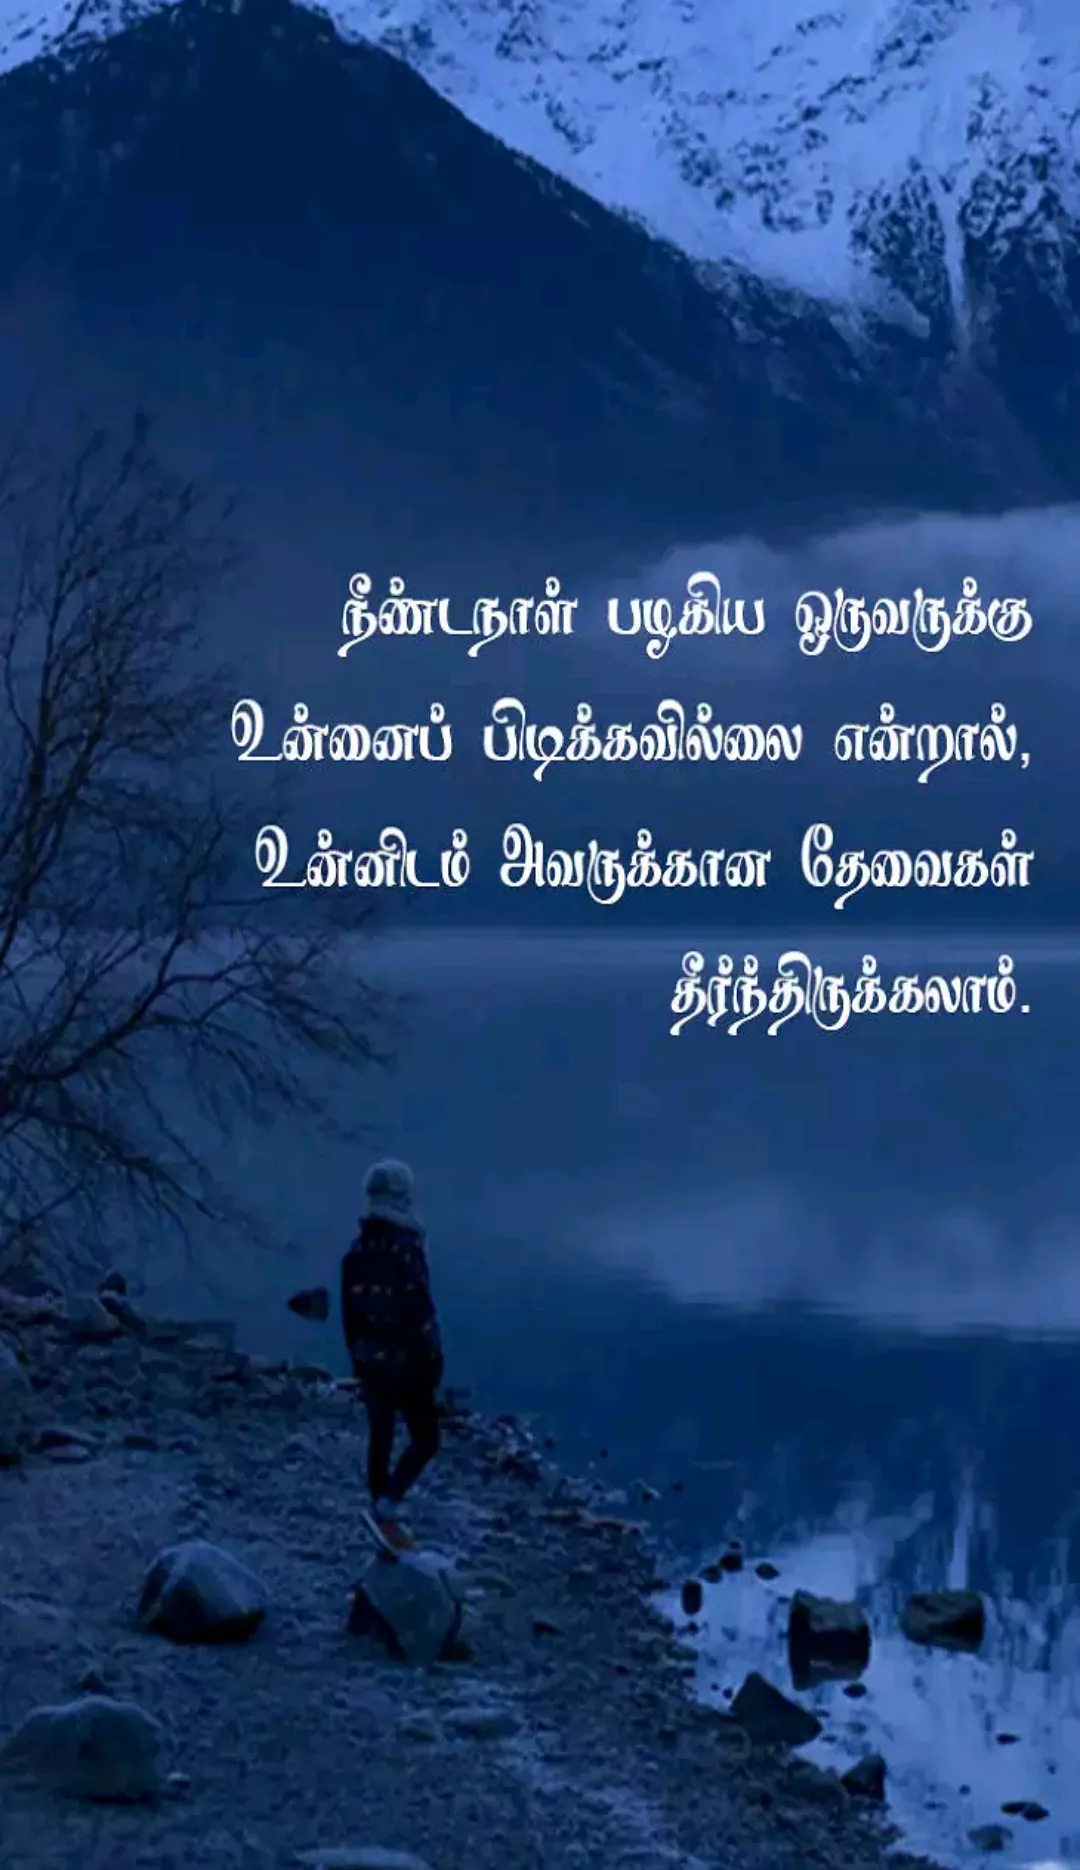 நீண்டநாள் பழகிய ஒருவருக்கு
உன்னைப் பிடிக்கவில்லை என்றால்,
உன்னிடம் அவருக்கான தேவைகள்
தீர்ந்திருக்கலாம்.